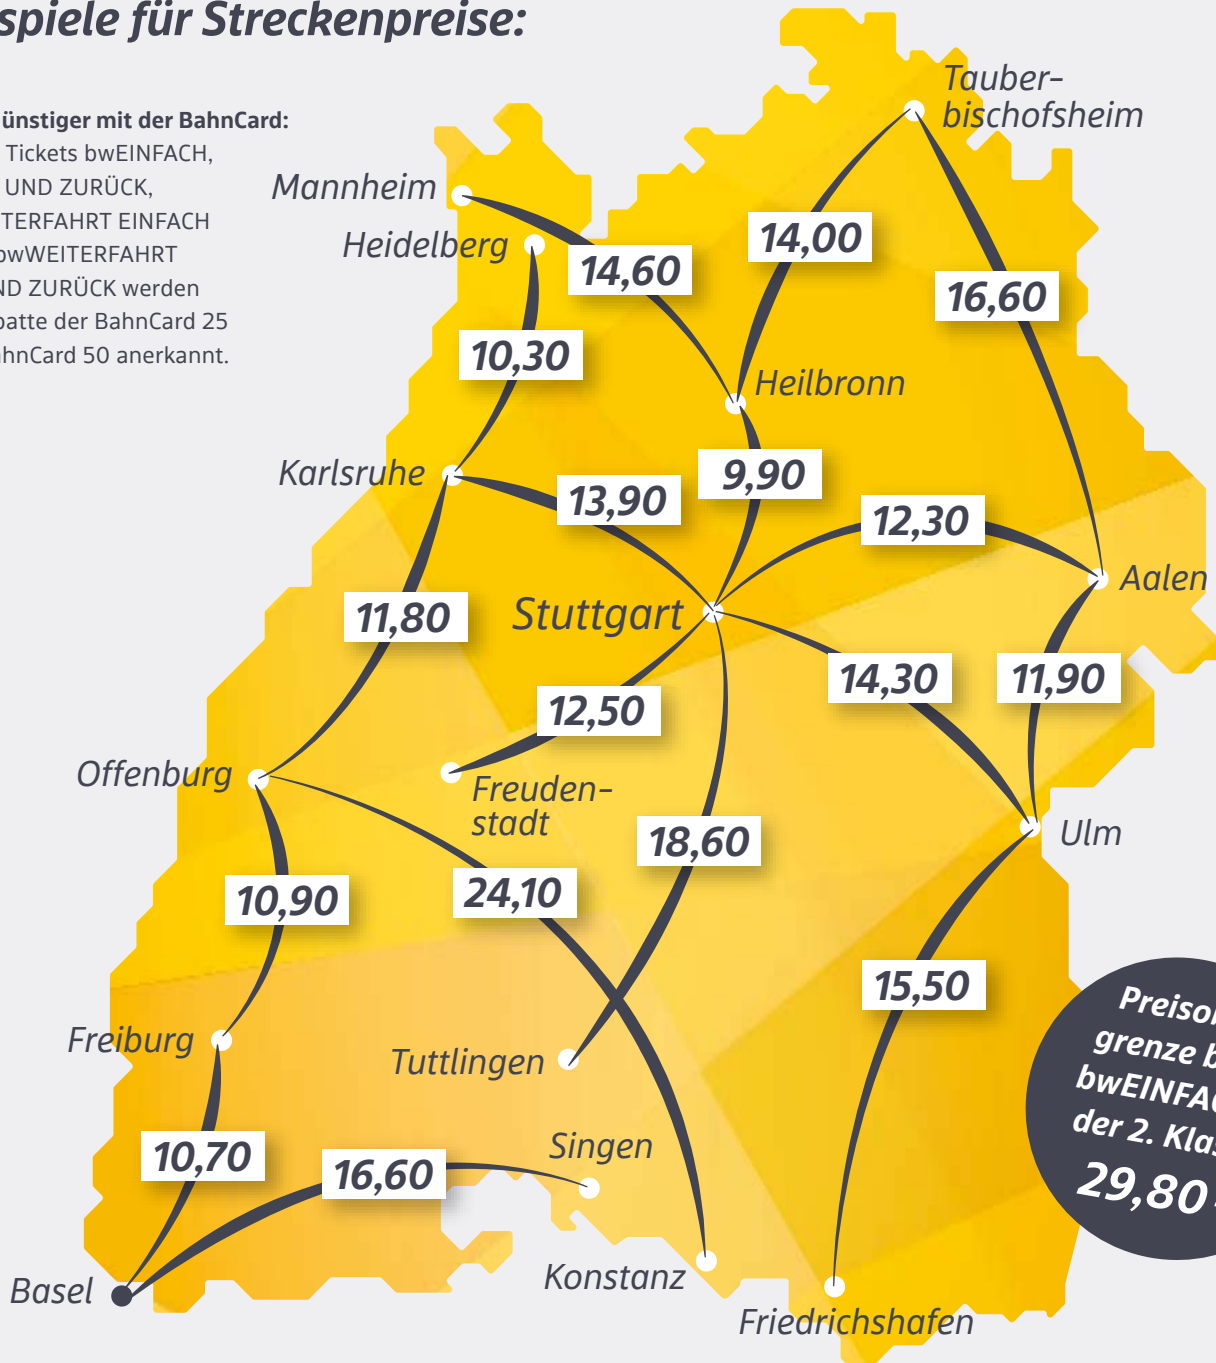 spiele für Streckenpreise:
ünstiger mit der BahnCard:
Tickets bwEINFACH,
UND ZURÜCK,
TERFAHRT EINFACH
bwWEITERFAHRT
ND ZURÜCK werden
batte der BahnCard 25
ahnCard 50 anerkannt.
Tauber-
bischofsheim
Mannheim
Heidelberg
14,60
14,00
16,60
10,30
Heilbronn
Karlsruhe
13,90
9,90
12,30
Aalen
11,80
Stuttgart
14,30
11,90
12,50
Offenburg
Freuden-
stadt
18,60
Ulm
10,90
24,10
15,50
Freiburg
Tuttlingen
Preiso
grenze b
bwEINFAC
der 2. Klas
29,80
10,70
16,60
Singen
Basel
Konstanz
Friedrichshafen